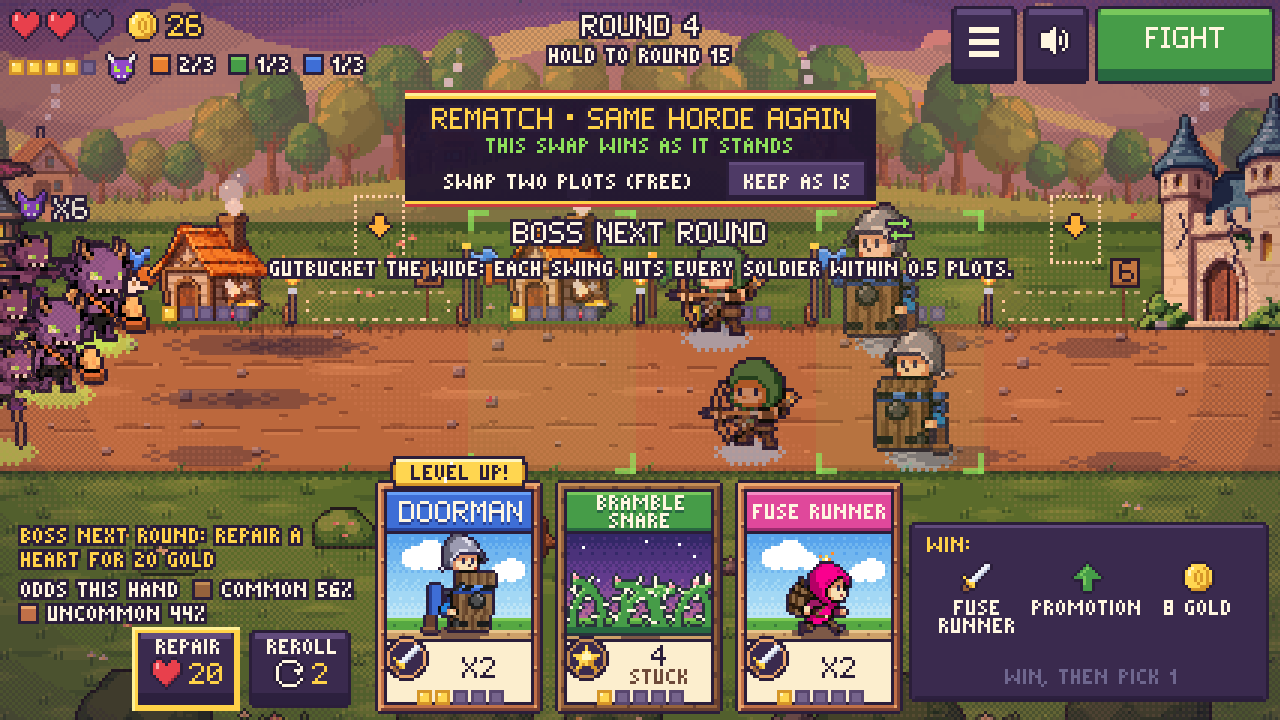 26
ROUND 4
HOLD TO ROUND 15
FIGHT
2/3
1/3
1/3
REMATCH · SAME HORDE AGAIN
THIS SWAP WINS AS IT STANDS
SWAP TWO PLOTS (FREE)
KEEP AS IS
X6
BOSS NEXT ROUND
GUTBUCKET THE WIDE: EACH SWING HITS EVERY SOLDIER WITHIN 0.5 PLOTS.
6
LEVEL UP!
DOORMAN
X2
BRAMBLE
SNARE
4
STUCK
FUSE RUNNER
X2
BOSS NEXT ROUND: REPAIR A
HEART FOR 20 GOLD
ODDS THIS HAND COMMON 56%
UNCOMMON 44%
REPAIR
20
REROLL
2
WIN:
FUSE
RUNNER
PROMOTION
8 GOLD
WIN, THEN PICK 1